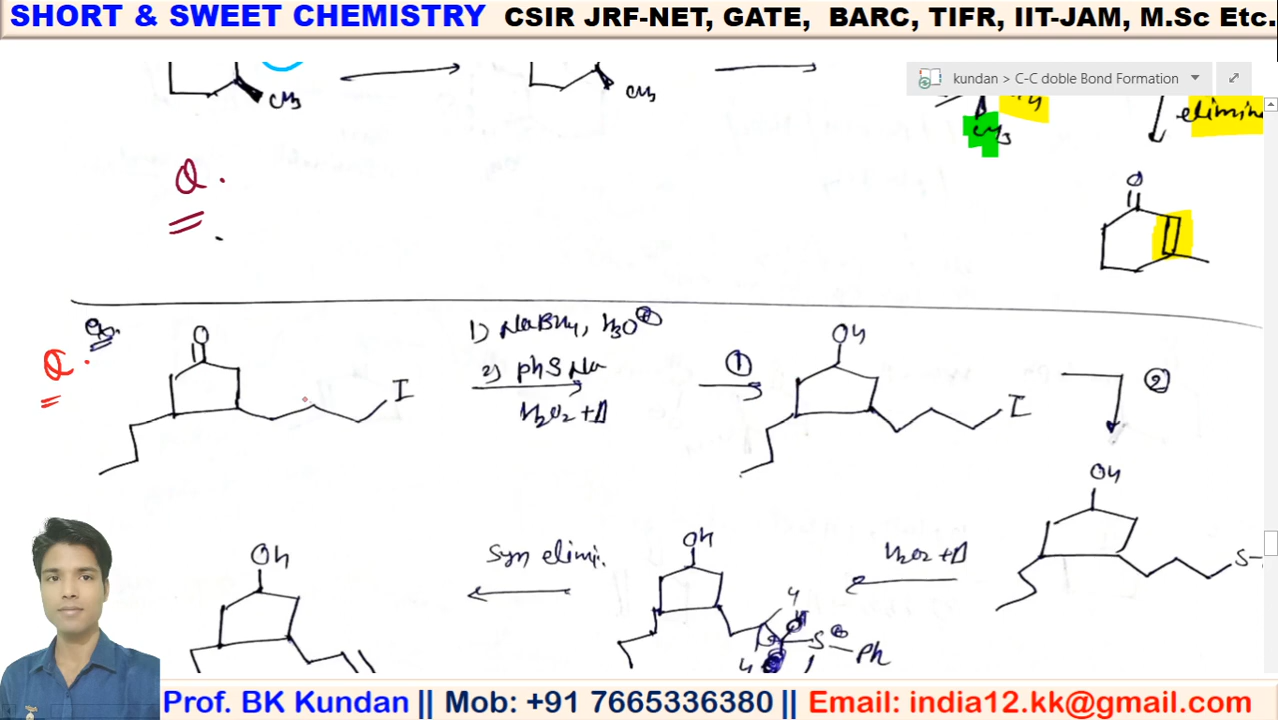 SHORT & SWEET CHEMISTRY CSIR JRF-NET, GATE, BARC, TIFR, IIT-JAM, M.Sc Etc.
kundan > C-C doble Bond Formation
CH3
CH3
CH3
elimin
Q.
O
Q.
O
I
1) NaBH4, H3O⊕
2) PhSNa
H2O2 + Δ
①
OH
I
②
OH
S-
H2O2 + Δ
OH
H
H
S⊕
Ph
Syn elimi.
OH
Prof. BK Kundan || Mob: +91 7665336380 || Email: india12.kk@gmail.com